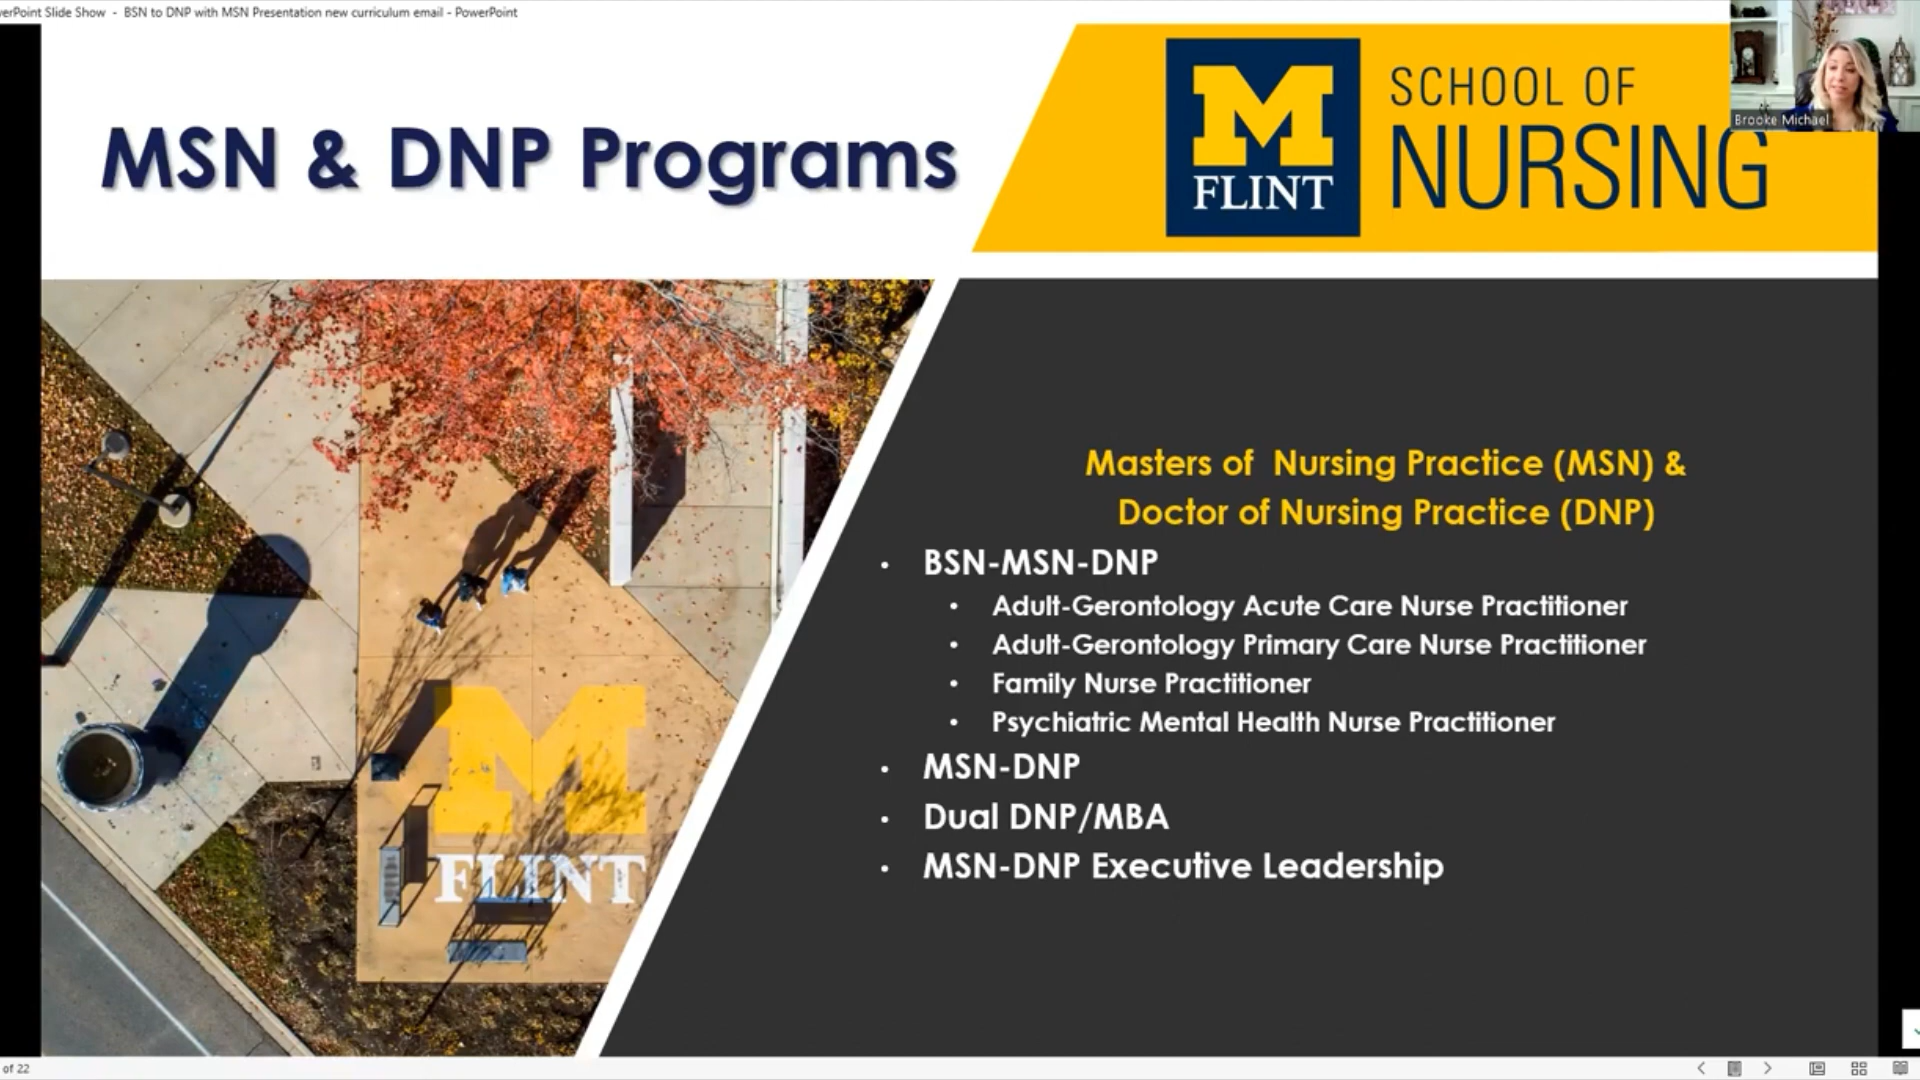 PowerPoint Slide Show - BSN to DNP with MSN Presentation new curriculum email - PowerPoint
MSN & DNP Programs
M
FLINT
SCHOOL OF
NURSING
Brooke Michael
Masters of Nursing Practice (MSN) &
Doctor of Nursing Practice (DNP)
• BSN-MSN-DNP
• Adult-Gerontology Acute Care Nurse Practitioner
• Adult-Gerontology Primary Care Nurse Practitioner
• Family Nurse Practitioner
• Psychiatric Mental Health Nurse Practitioner
• MSN-DNP
• Dual DNP/MBA
• MSN-DNP Executive Leadership
M
FLINT
of 22